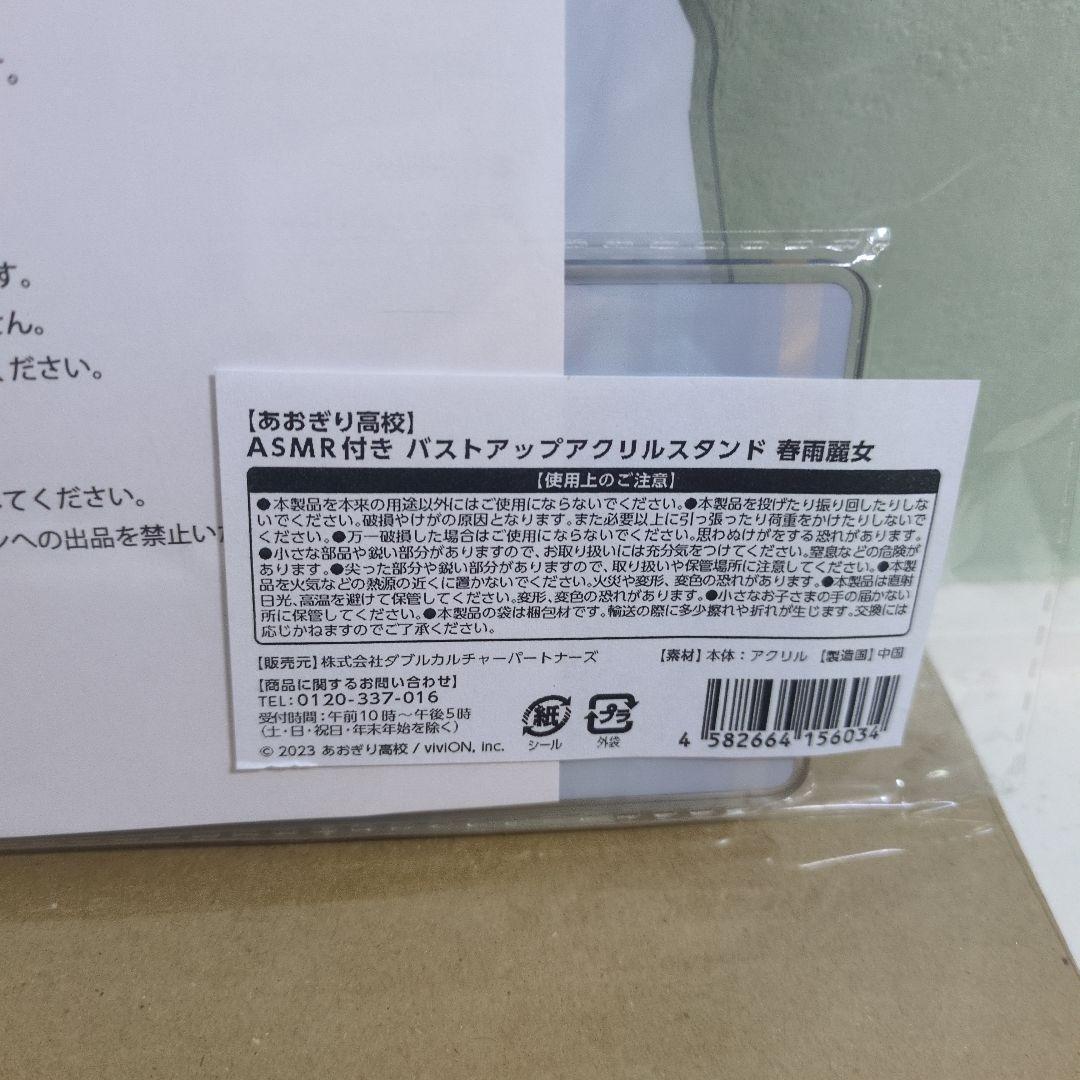 す。
せん。
ください。
てください。
ンへの出品を禁止いた
【あおぎり高校】
ASMR付き バストアップアクリルスタンド 春雨麗女
【使用上のご注意】
●本製品を本来の用途以外にはご使用にならないでください。●本製品を投げたり振り回したりしな
いでください。破損やけがの原因となります。また必要以上に引っ張ったり荷重をかけたりしないで
ください。●万一破損した場合はご使用にならないでください。思わぬけがをする恐れがあります。
●小さな部品や鋭い部分がありますので、お取り扱いには充分気をつけてください。窒息などの危険が
あります。●尖った部分や鋭い部分がありますので、取り扱いや保管場所に注意してください。●本製
品を火気などの熱源の近くに置かないでください。火災や変形、変色の恐れがあります。●本製品は直射
日光、高温を避けて保管してください。変形、変色の恐れがあります。●小さなお子さまの手の届かない
所に保管してください。●本製品の袋は梱包材です。輸送の際に多少擦れや折れが生じます。交換には
応じかねますのでご了承ください。
【販売元】株式会社ダブルカルチャーパートナーズ 【素材】本体：アクリル 【製造国】中国
【商品に関するお問い合わせ】
TEL：0120-337-016
受付時間：午前10時～午後5時
（土・日・祝日・年末年始を除く）
© 2023 あおぎり高校 / viviON, inc.
紙
シール
プラ
外袋
4 582664 156034